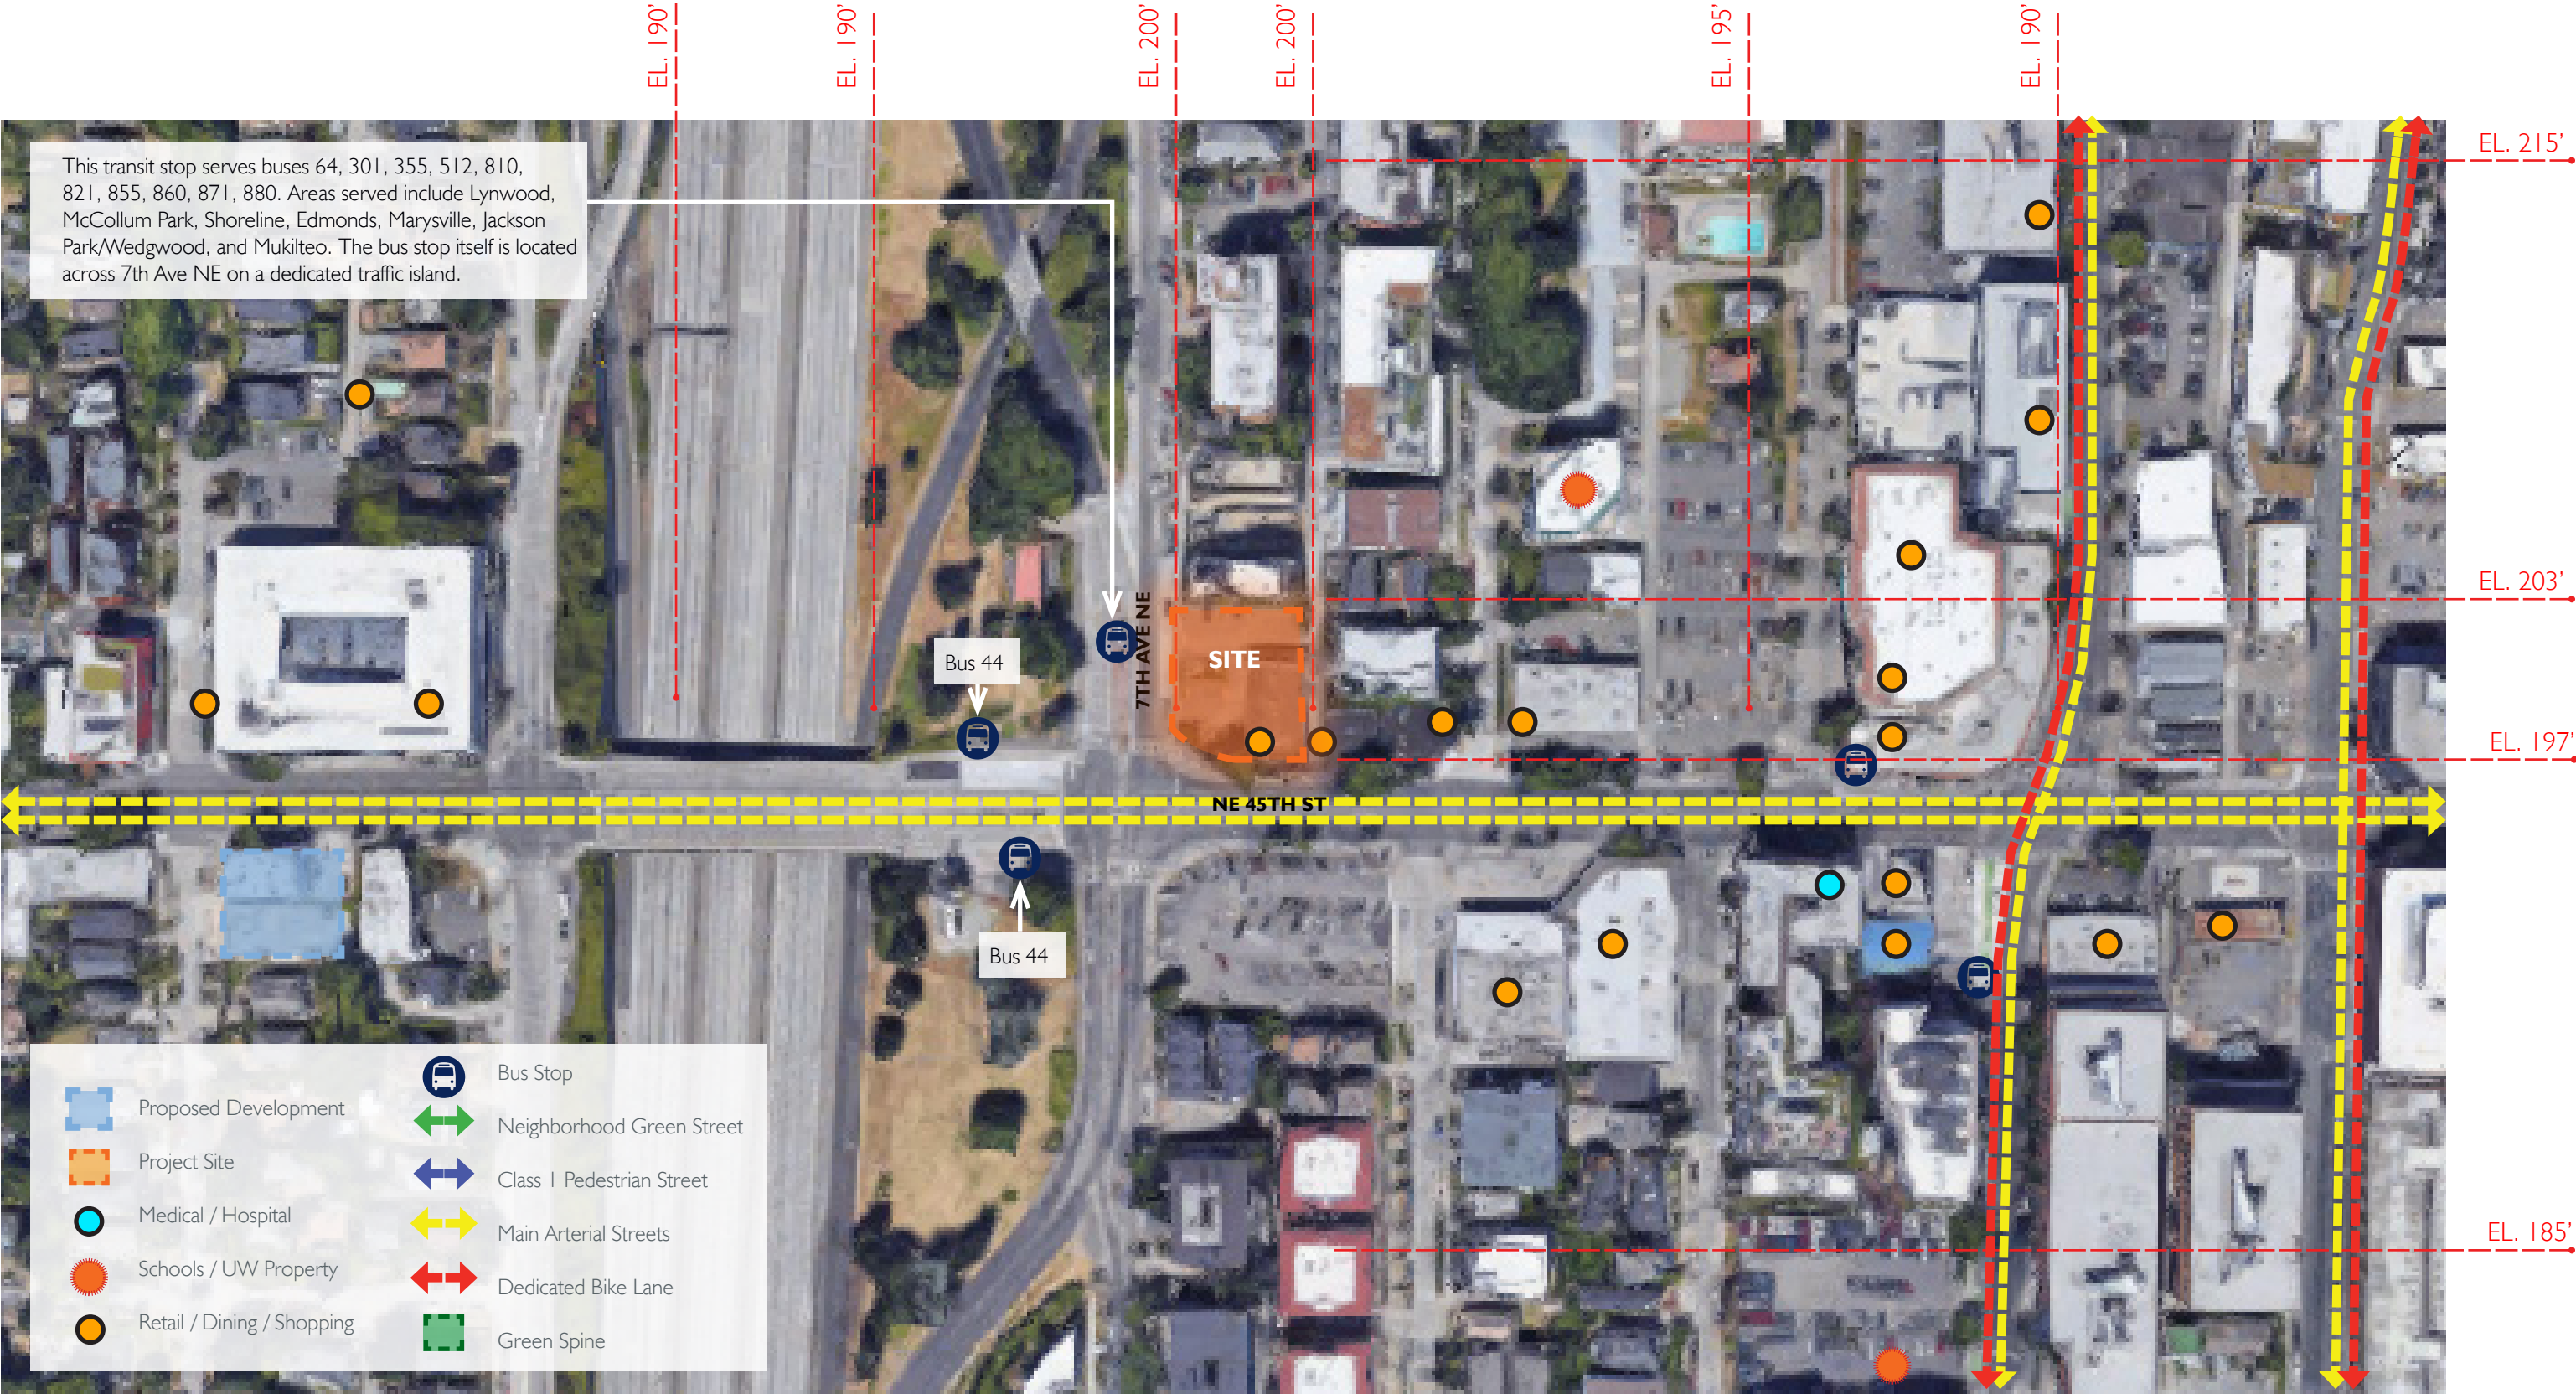 EL. 190'
EL. 190'
EL. 200'
EL. 200'
EL. 195'
EL. 190'
EL. 215'
This transit stop serves buses 64, 301, 355, 512, 810,
821, 855, 860, 871, 880. Areas served include Lynwood,
McCollum Park, Shoreline, Edmonds, Marysville, Jackson
Park/Wedgwood, and Mukilteo. The bus stop itself is located
across 7th Ave NE on a dedicated traffic island.
EL. 203'
7TH AVE NE
SITE
Bus 44
EL. 197'
NE 45TH ST
Bus 44
EL. 185'
Proposed Development
Project Site
Medical / Hospital
Schools / UW Property
Retail / Dining / Shopping
Bus Stop
Neighborhood Green Street
Class 1 Pedestrian Street
Main Arterial Streets
Dedicated Bike Lane
Green Spine